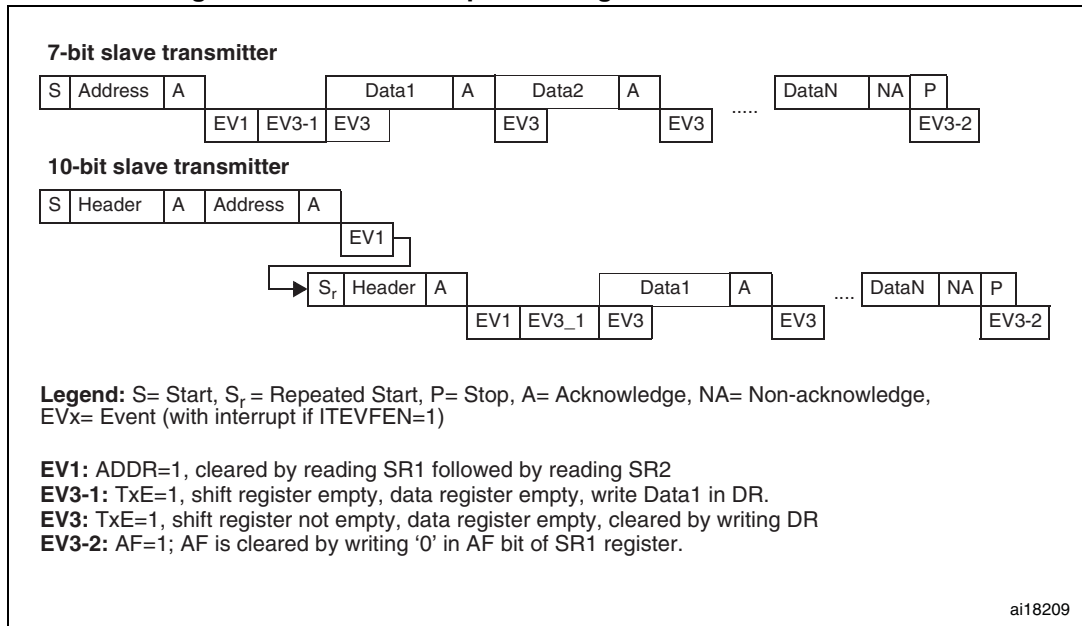 7-bit slave transmitter
S Address A Data1 A Data2 A ..... DataN NA P
EV1 EV3-1 EV3 EV3 EV3 EV3-2
10-bit slave transmitter
S Header A Address A
EV1
Sr Header A Data1 A .... DataN NA P
EV1 EV3_1 EV3 EV3 EV3-2
Legend: S= Start, Sr = Repeated Start, P= Stop, A= Acknowledge, NA= Non-acknowledge,
EVx= Event (with interrupt if ITEVFEN=1)
EV1: ADDR=1, cleared by reading SR1 followed by reading SR2
EV3-1: TxE=1, shift register empty, data register empty, write Data1 in DR.
EV3: TxE=1, shift register not empty, data register empty, cleared by writing DR
EV3-2: AF=1; AF is cleared by writing ‘0’ in AF bit of SR1 register.
ai18209